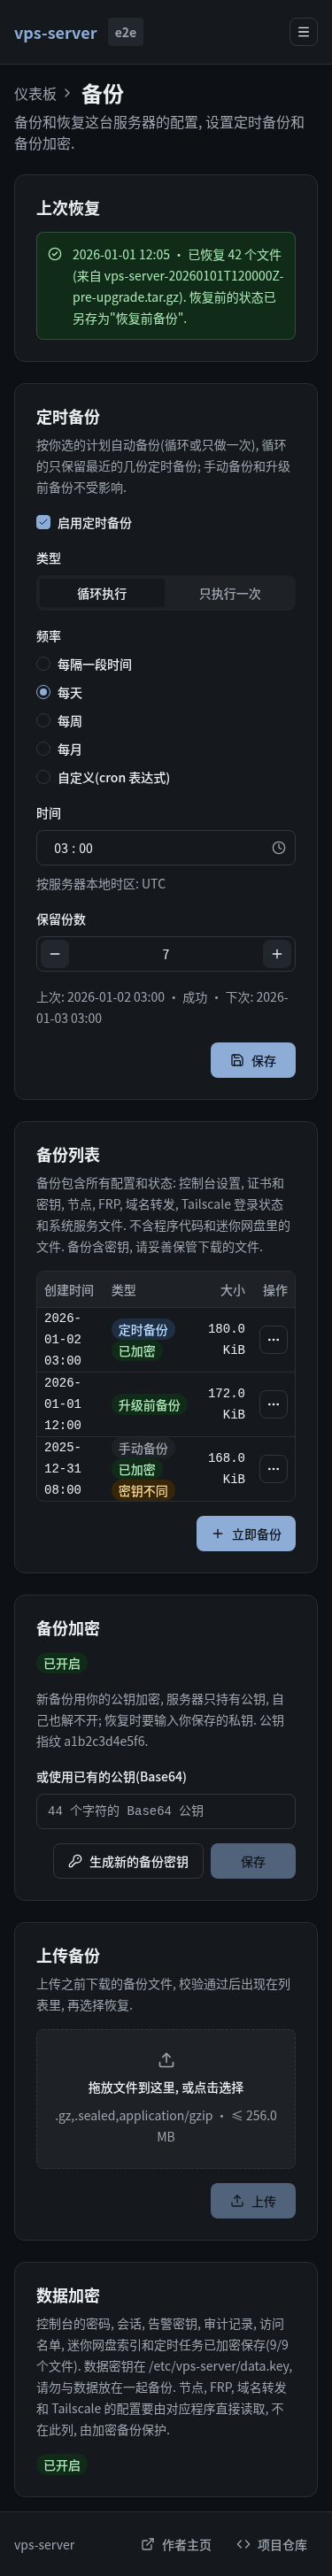 vps-server e2e
仪表板 备份
备份和恢复这台服务器的配置, 设置定时备份和
备份加密.
上次恢复
2026-01-01 12:05 · 已恢复 42 个文件
(来自 vps-server-20260101T120000Z-
pre-upgrade.tar.gz). 恢复前的状态已
另存为"恢复前备份".
定时备份
按你选的计划自动备份(循环或只做一次), 循环
的只保留最近的几份定时备份; 手动备份和升级
前备份不受影响.
启用定时备份
类型
循环执行 只执行一次
频率
每隔一段时间
每天
每周
每月
自定义(cron 表达式)
时间
03 : 00
按服务器本地时区: UTC
保留份数
7
上次: 2026-01-02 03:00 · 成功 · 下次: 2026-
01-03 03:00
保存
备份列表
备份包含所有配置和状态: 控制台设置, 证书和
密钥, 节点, FRP, 域名转发, Tailscale 登录状态
和系统服务文件. 不含程序代码和迷你网盘里的
文件. 备份含密钥, 请妥善保管下载的文件.
创建时间 类型 大小 操作
2026-
01-02
03:00
定时备份
已加密
180.0
KiB
2026-
01-01
12:00
升级前备份
172.0
KiB
2025-
12-31
08:00
手动备份
已加密
密钥不同
168.0
KiB
立即备份
备份加密
已开启
新备份用你的公钥加密, 服务器只持有公钥, 自
己也解不开; 恢复时要输入你保存的私钥. 公钥
指纹 a1b2c3d4e5f6.
或使用已有的公钥(Base64)
44 个字符的 Base64 公钥
生成新的备份密钥 保存
上传备份
上传之前下载的备份文件, 校验通过后出现在列
表里, 再选择恢复.
拖放文件到这里, 或点击选择
.gz,.sealed,application/gzip · ≤ 256.0
MB
上传
数据加密
控制台的密码, 会话, 告警密钥, 审计记录, 访问
名单, 迷你网盘索引和定时任务已加密保存(9/9
个文件). 数据密钥在 /etc/vps-server/data.key,
请勿与数据放在一起备份. 节点, FRP, 域名转发
和 Tailscale 的配置要由对应程序直接读取, 不
在此列, 由加密备份保护.
已开启
vps-server 作者主页 项目仓库